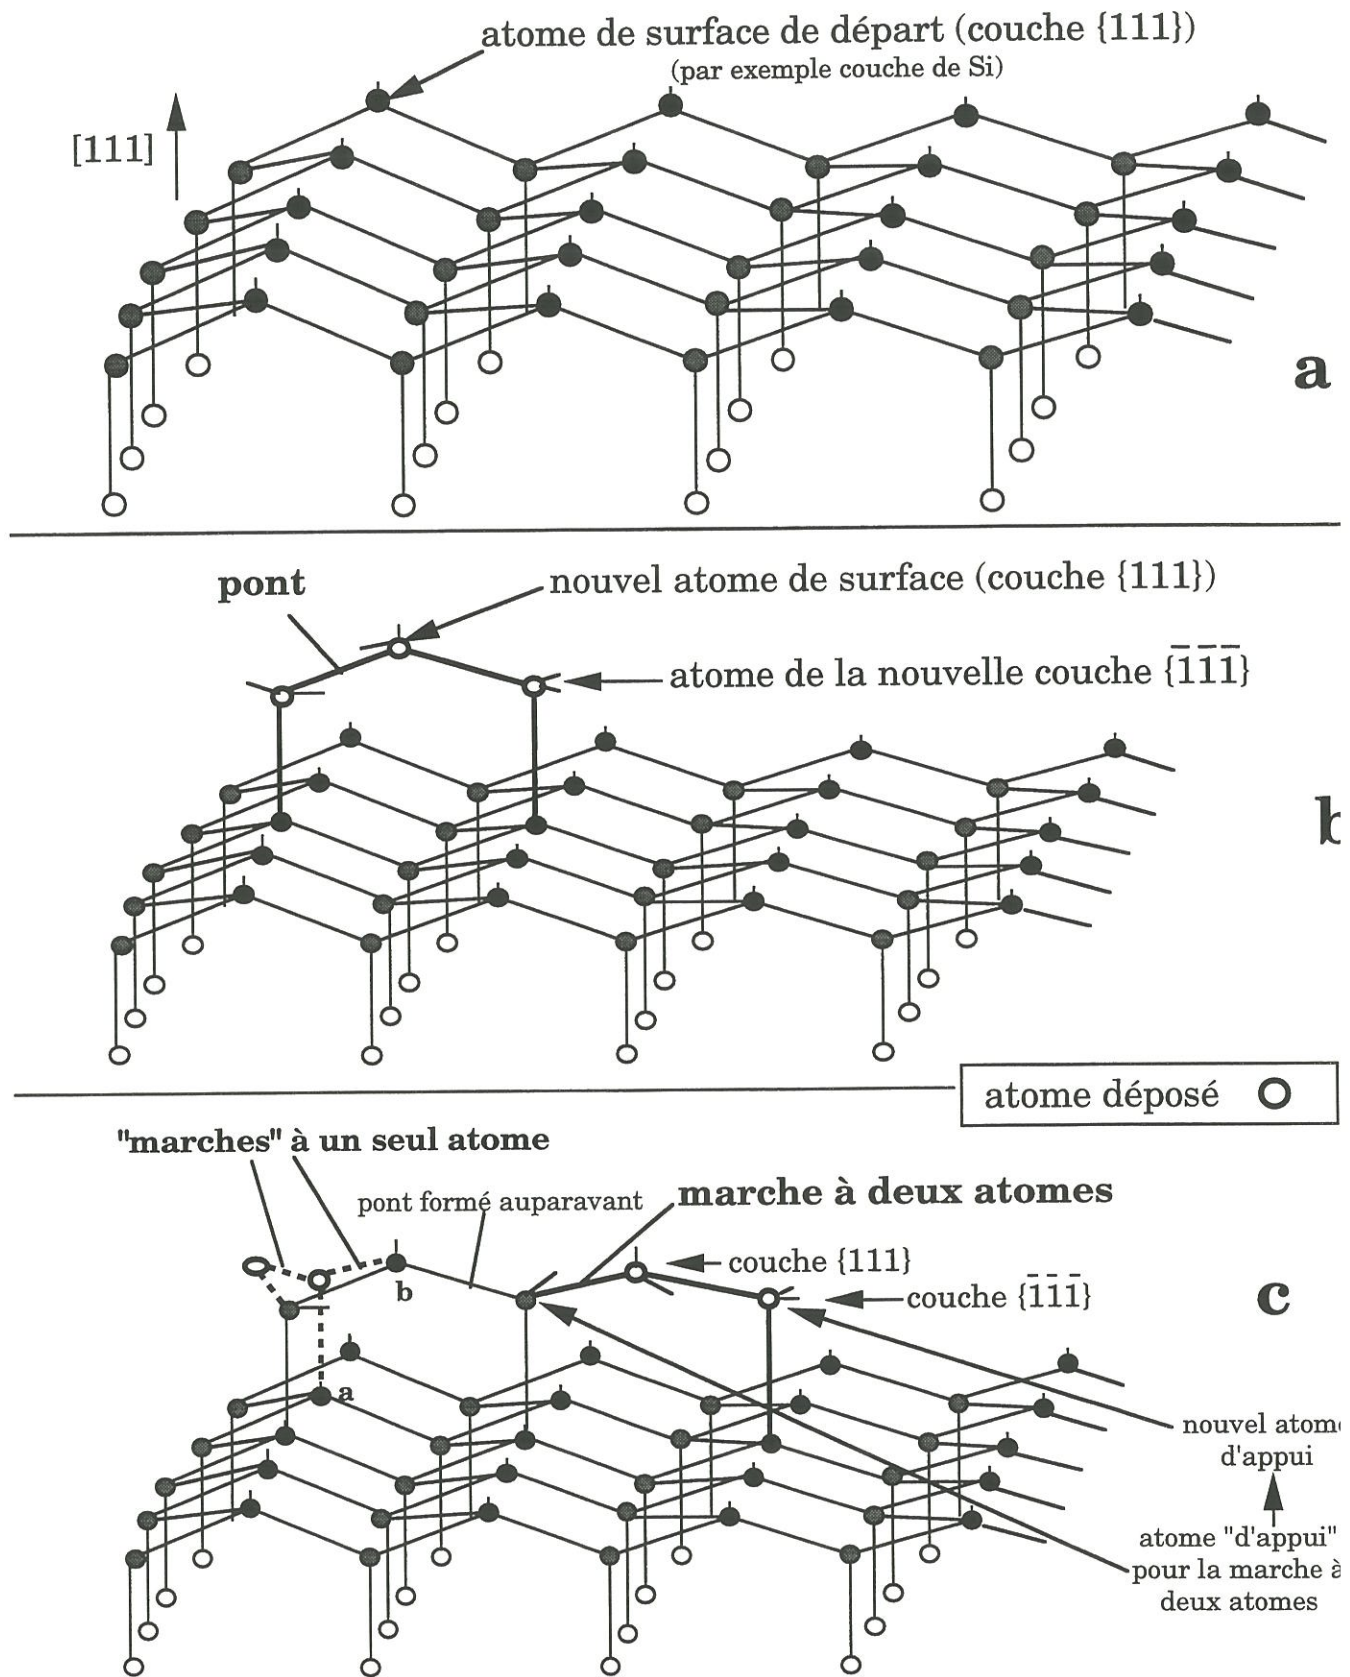 atome de surface de départ (couche {111})
(par exemple couche de Si)
[111]
a
pont
nouvel atome de surface (couche {111})
atome de la nouvelle couche {1̅1̅1̅}
atome déposé
"marches" à un seul atome
pont formé auparavant
marche à deux atomes
couche {111}
b
c
couche {1̅1̅1̅}
a
nouvel
d'appui
atome "d'appui"
pour la marche à
deux atomes